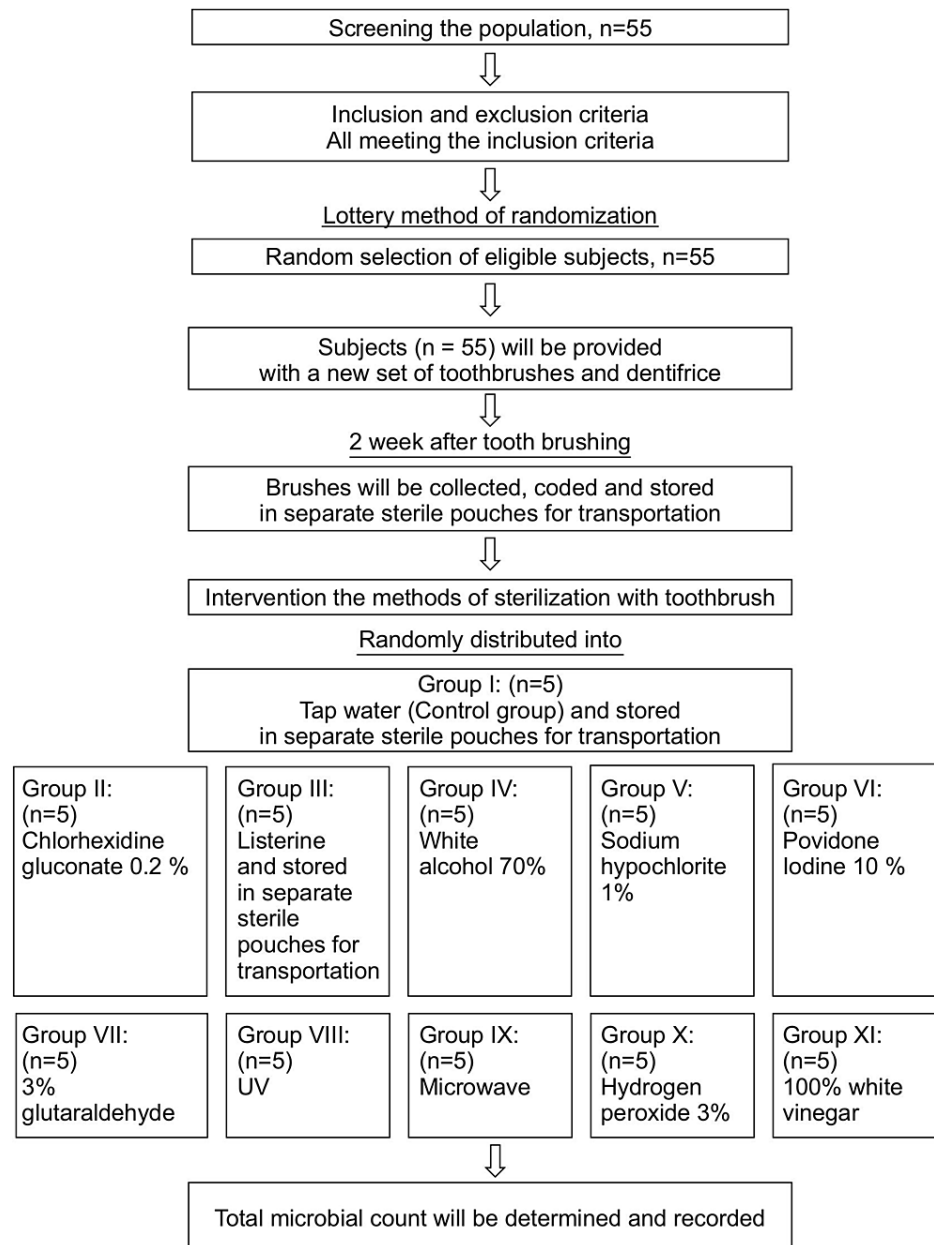 Screening the population, n=55
Inclusion and exclusion criteria
All meeting the inclusion criteria
Lottery method of randomization
Random selection of eligible subjects, n=55
Subjects (n = 55) will be provided
with a new set of toothbrushes and dentifrice
2 week after tooth brushing
Brushes will be collected, coded and stored
in separate sterile pouches for transportation
Intervention the methods of sterilization with toothbrush
Randomly distributed into
Group I: (n=5)
Tap water (Control group) and stored
in separate sterile pouches for transportation
Group II:
(n=5)
Chlorhexidine
gluconate 0.2 %
Group III:
(n=5)
Listerine
and stored
in separate
sterile
pouches for
transportation
Group IV:
(n=5)
White
alcohol 70%
Group V:
(n=5)
Sodium
hypochlorite
1%
Group VI:
(n=5)
Povidone
Iodine 10 %
Group VII:
(n=5)
3%
glutaraldehyde
Group VIII:
(n=5)
UV
Group IX:
(n=5)
Microwave
Group X:
(n=5)
Hydrogen
peroxide 3%
Group XI:
(n=5)
100% white
vinegar
Total microbial count will be determined and recorded